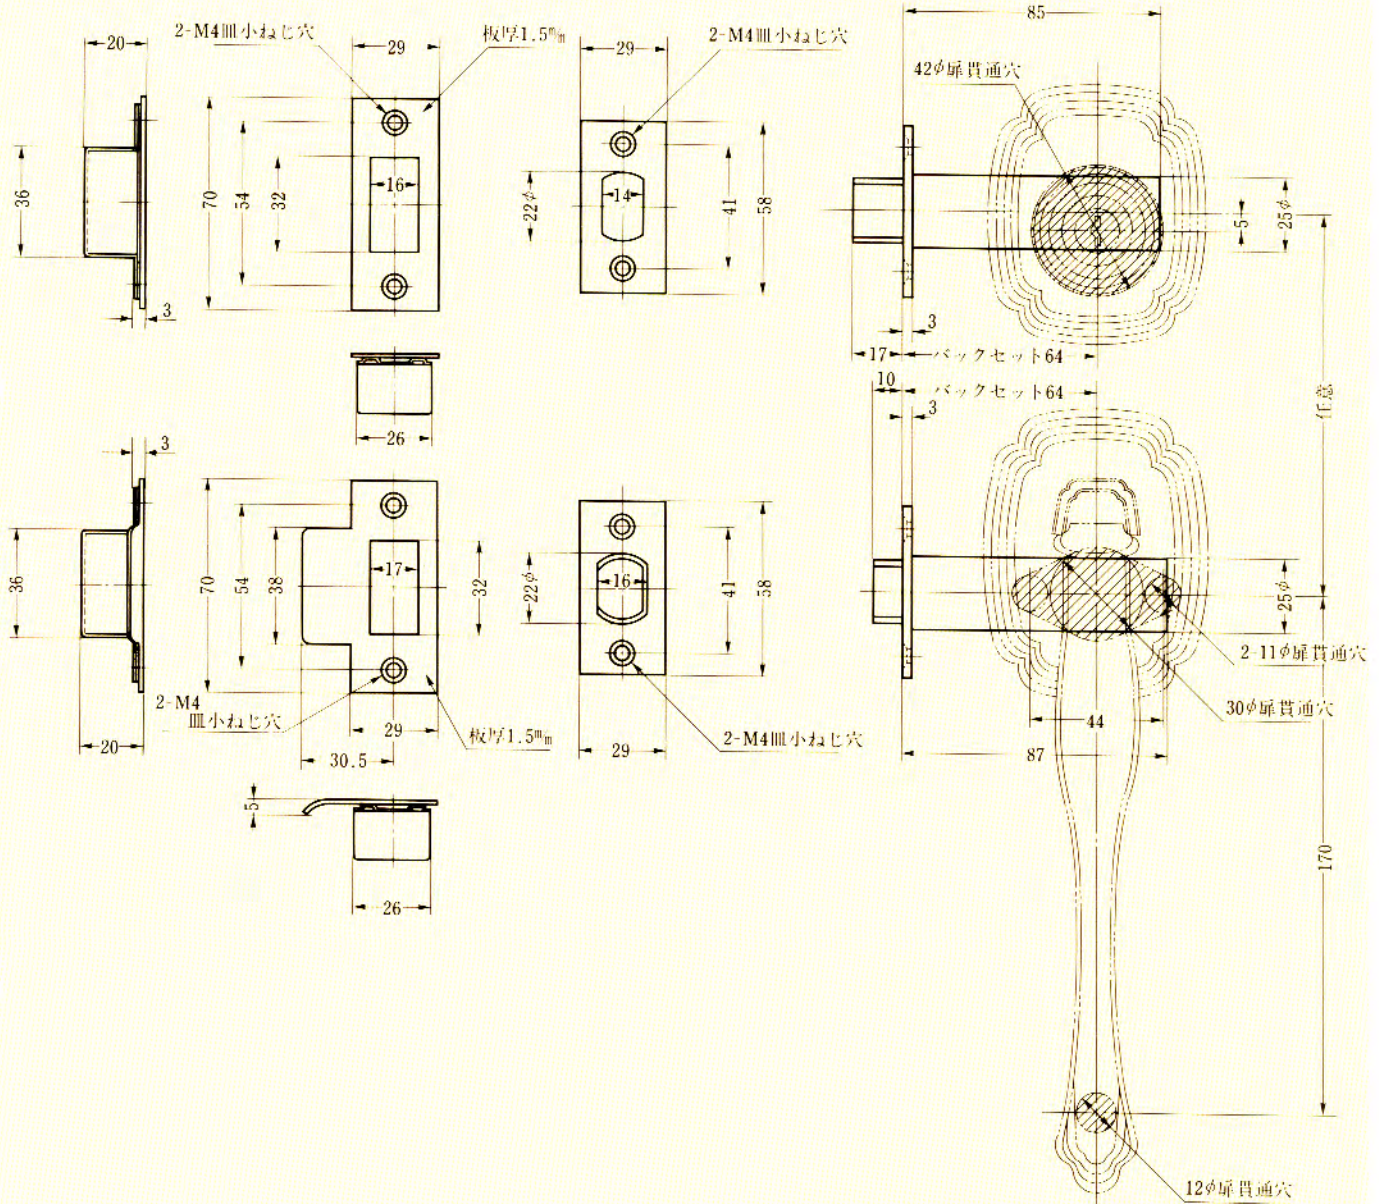 20
2-M4皿小ねじ穴
29
板厚1.5㎜
29
2-M4皿小ねじ穴
85
42φ扉貫通穴
36
70
54
32
16
22φ
14
41
58
5
25φ
3
3
17
バックセット64
10
バックセット64
3
任意
26
3
36
70
54
38
17
32
22φ
16
41
58
25φ
2-11φ扉貫通穴
30φ扉貫通穴
44
87
20
2-M4
皿小ねじ穴
29
30.5
板厚1.5㎜
29
2-M4皿小ねじ穴
5
26
170
12φ扉貫通穴